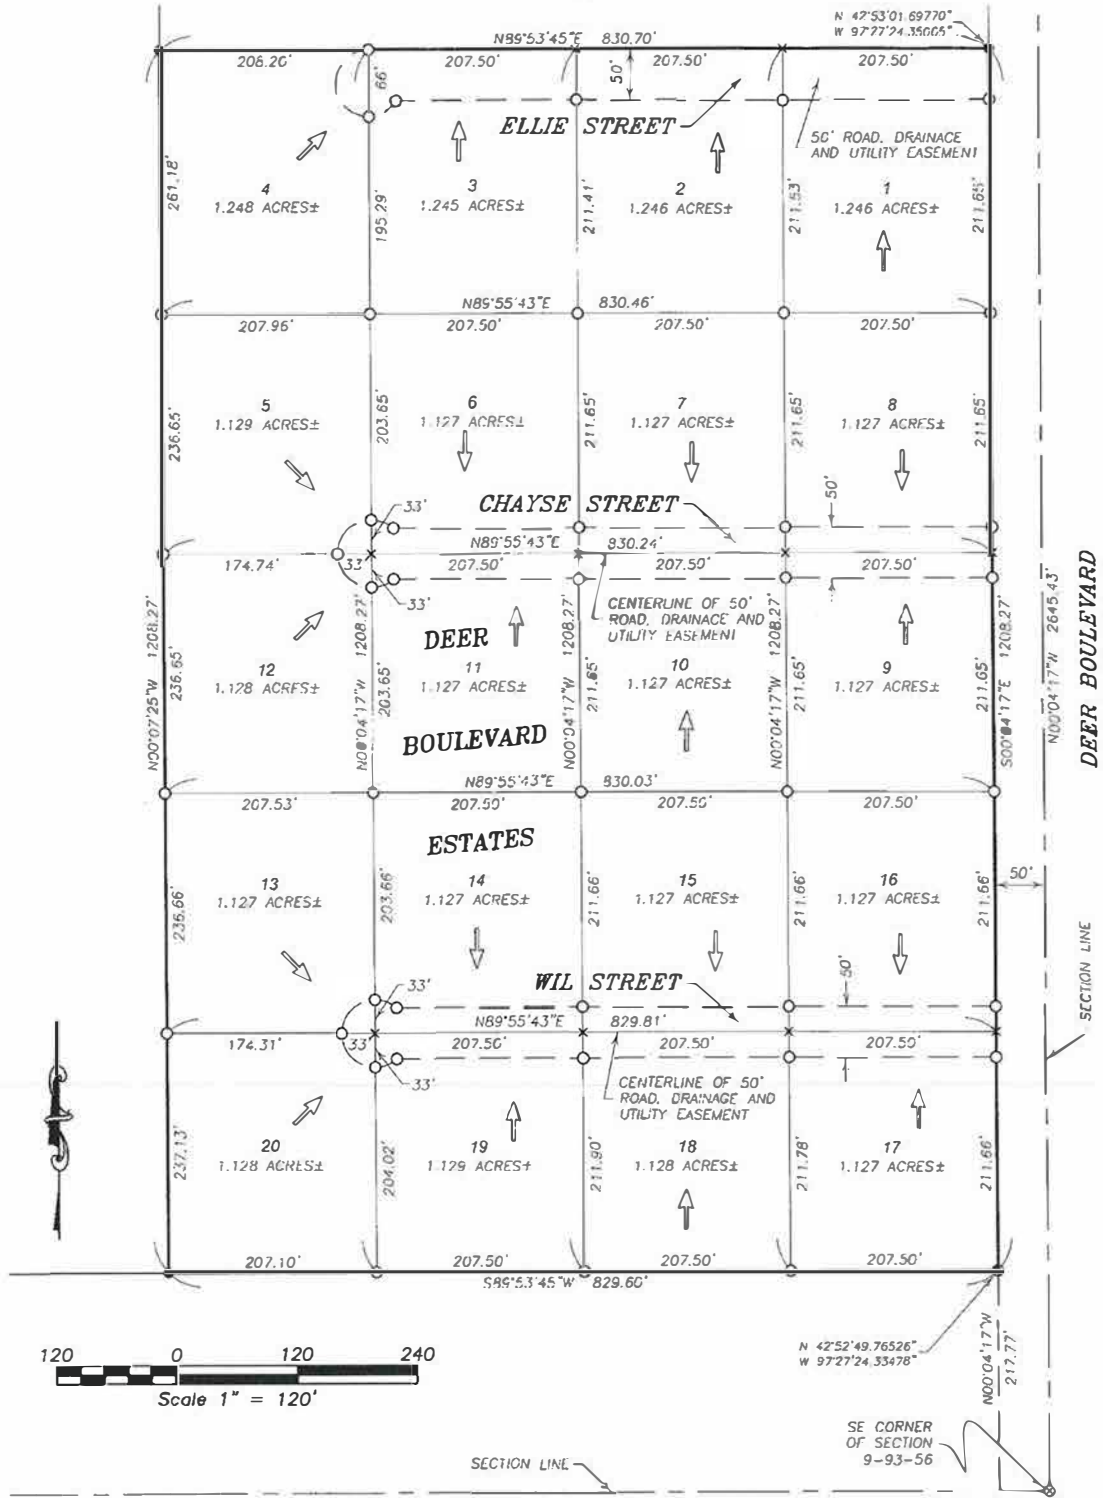 N 42°53'01.69770"
W 97°27'24.35005"
N89°53'45"E 830.70'
206.20'
207.50'
207.50'
207.50'
66'
50'
ELLIE STREET
50' ROAD, DRAINAGE
AND UTILITY EASEMENT
261.18'
195.29'
211.41'
211.53'
211.65'
4
1.248 ACRES±
3
1.245 ACRES±
2
1.246 ACRES±
1
1.246 ACRES±
N89°55'43"E 830.46'
207.96'
207.50'
207.50'
207.50'
236.65'
203.65'
211.65'
211.65'
211.65'
5
1.129 ACRES±
6
1.127 ACRES±
7
1.127 ACRES±
8
1.127 ACRES±
33'
CHAYSE STREET
50'
N89°55'43"E 830.24'
174.74'
33'
207.50'
207.50'
207.50'
33'
CENTERLINE OF 50'
ROAD, DRAINAGE AND
UTILITY EASEMENT
N00°07'25"W 1208.27'
236.65'
N00°04'17"W 1208.27'
203.65'
N00°04'17"W 1208.27'
211.65'
N00°04'17"W 1208.27'
211.65'
211.65'
S00°04'17"E 1208.27'
N00°04'17"W 2645.43'
DEER BOULEVARD
12
1.128 ACRES±
DEER
11
1.127 ACRES±
10
1.127 ACRES±
9
1.127 ACRES±
BOULEVARD
N89°55'43"E 830.03'
207.53'
207.50'
207.50'
207.50'
ESTATES
236.66'
203.66'
211.66'
211.66'
211.66'
13
1.127 ACRES±
14
1.127 ACRES±
15
1.127 ACRES±
16
1.127 ACRES±
50'
SECTION LINE
33'
WIL STREET
50'
N89°55'43"E 829.81'
174.31'
33'
207.50'
207.50'
207.50'
33'
CENTERLINE OF 50'
ROAD, DRAINAGE AND
UTILITY EASEMENT
237.13'
204.02'
211.90'
211.78'
211.66'
20
1.128 ACRES±
19
1.129 ACRES±
18
1.128 ACRES±
17
1.127 ACRES±
207.10'
207.50'
207.50'
207.50'
S89°53'45"W 829.60'
N 42°52'49.76526"
W 97°27'24.33478"
N00°04'17"W
212.77'
120 0 120 240
Scale 1" = 120'
SE CORNER
OF SECTION
9-93-56
SECTION LINE